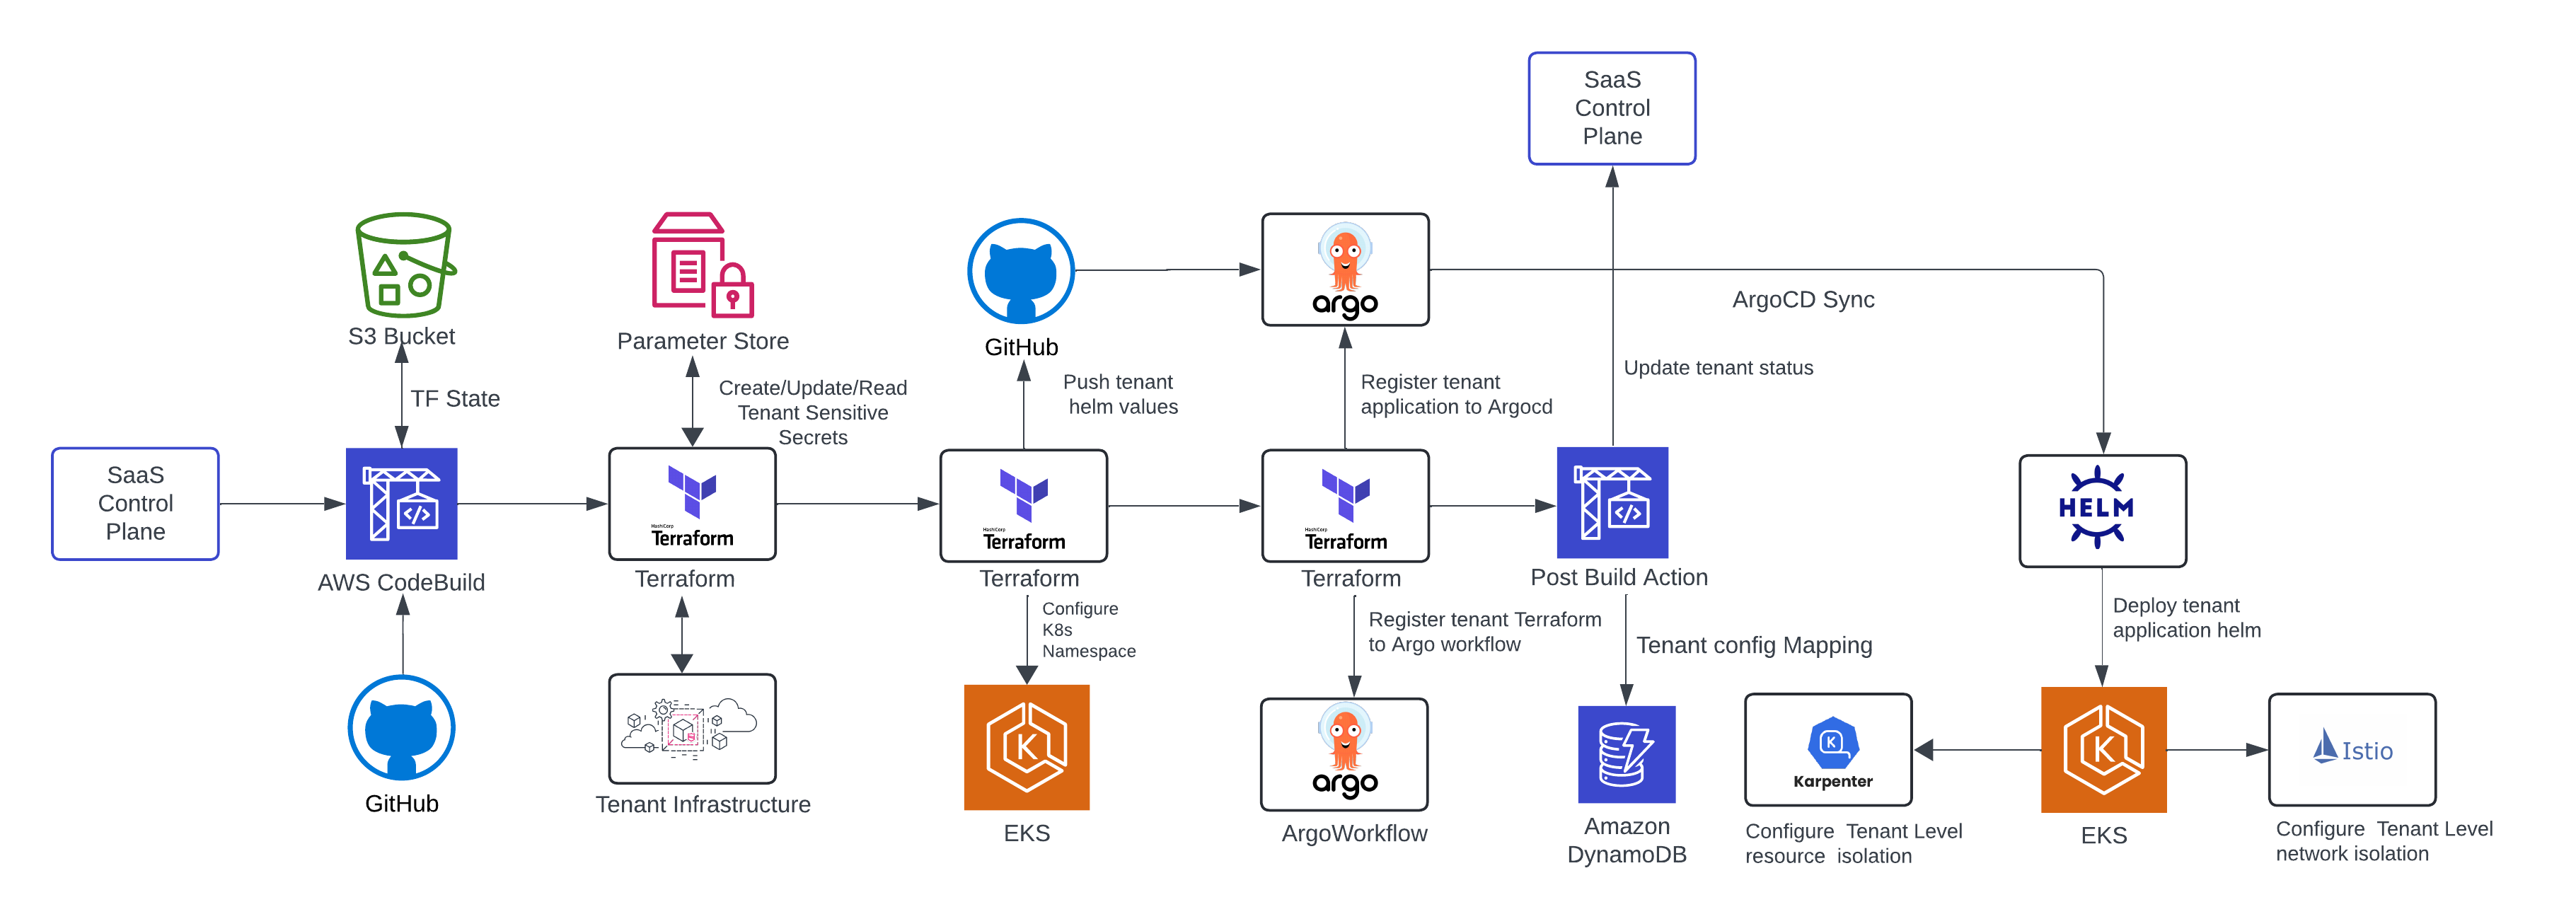 SaaS
Control
Plane
S3 Bucket
Parameter Store
GitHub
argo
ArgoCD Sync
TF State
Create/Update/Read
Tenant Sensitive
Secrets
Push tenant
helm values
Register tenant
application to Argocd
Update tenant status
SaaS
Control
Plane
</>
AWS CodeBuild
HashiCorp
Terraform
Terraform
HashiCorp
Terraform
Terraform
HashiCorp
Terraform
Terraform
</>
Post Build Action
HELM
Configure
K8s
Namespace
Register tenant Terraform
to Argo workflow
Tenant config Mapping
Deploy tenant
application helm
GitHub
Tenant Infrastructure
K
EKS
argo
ArgoWorkflow
Amazon
DynamoDB
K
Karpenter
Configure Tenant Level
resource isolation
K
EKS
Istio
Configure Tenant Level
network isolation